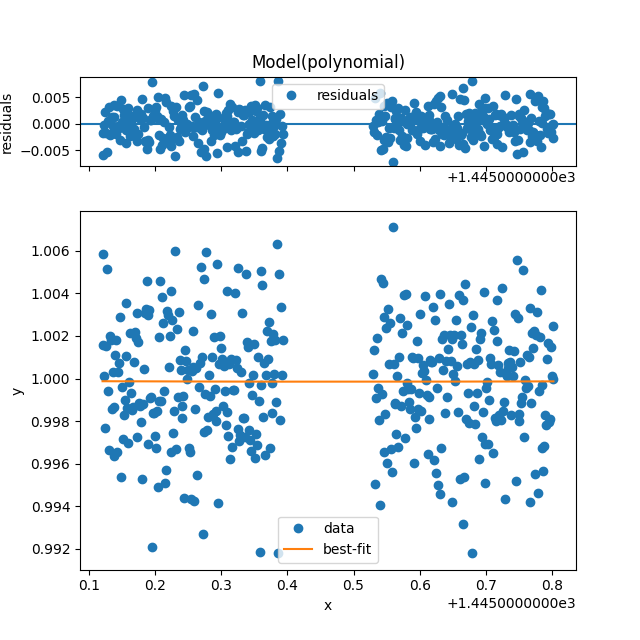 Model(polynomial)
residuals
0.005
0.000
−0.005
residuals
+1.4450000000e3
y
1.006
1.004
1.002
1.000
0.998
0.996
0.994
0.992
data
best-fit
0.1 0.2 0.3 0.4 0.5 0.6 0.7 0.8
x
+1.4450000000e3